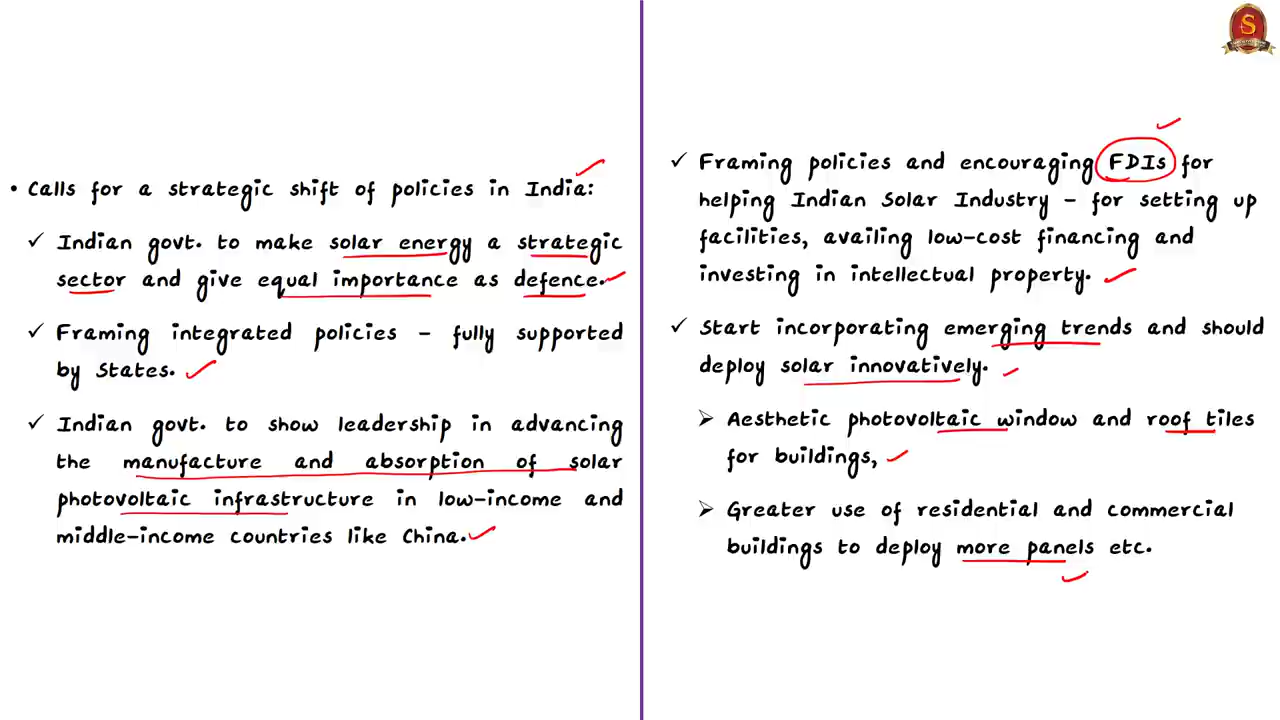 • Calls for a strategic shift of policies in India:
✓ Indian govt. to make solar energy a strategic
sector and give equal importance as defence.
✓ Framing integrated policies – fully supported
by States.
✓ Indian govt. to show leadership in advancing
the manufacture and absorption of solar
photovoltaic infrastructure in low-income and
middle-income countries like China.
✓ Framing policies and encouraging FDIs for
helping Indian Solar Industry – for setting up
facilities, availing low-cost financing and
investing in intellectual property.
✓ Start incorporating emerging trends and should
deploy solar innovatively.
➢ Aesthetic photovoltaic window and roof tiles
for buildings,
➢ Greater use of residential and commercial
buildings to deploy more panels etc.
S